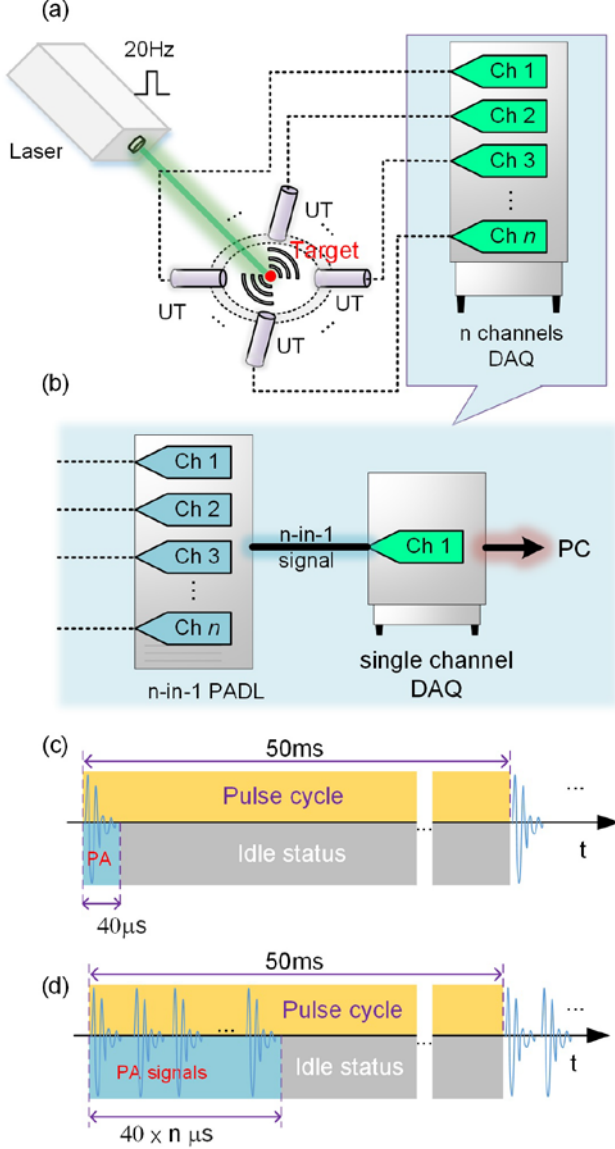 (a)
20Hz
Laser
UT
Target
UT
UT
UT
Ch 1
Ch 2
Ch 3
⋮
Ch n
n channels
DAQ
(b)
Ch 1
Ch 2
Ch 3
⋮
Ch n
n-in-1 PADL
n-in-1
signal
Ch 1
single channel
DAQ
PC
(c)
50ms
Pulse cycle
...
PA
Idle status
...
t
40μs
(d)
50ms
...
Pulse cycle
...
PA signals
Idle status
...
t
40 x n μs